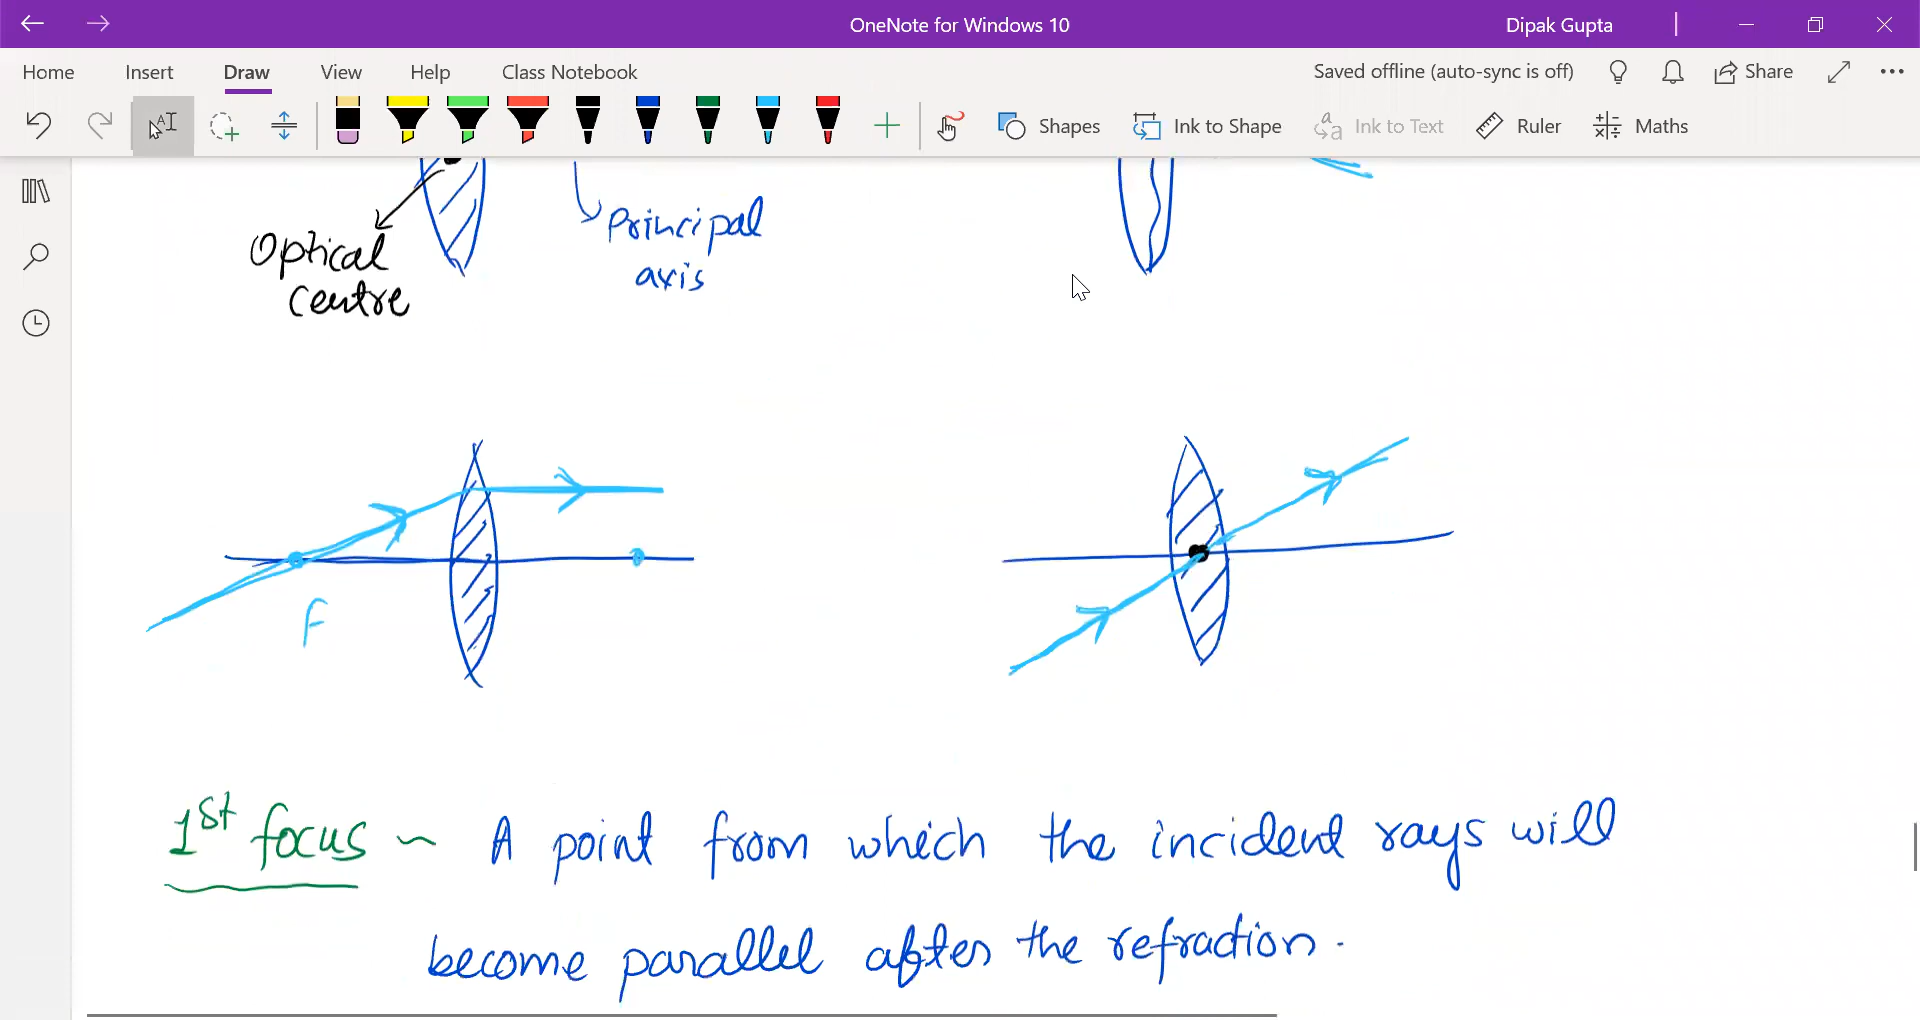 OneNote for Windows 10
Dipak Gupta
Home Insert Draw View Help Class Notebook
Saved offline (auto-sync is off) Share
Shapes Ink to Shape Ink to Text Ruler Maths
Optical
centre
Principal
axis
F
1st focus ~ A point from which the incident rays will
become parallel after the refraction.